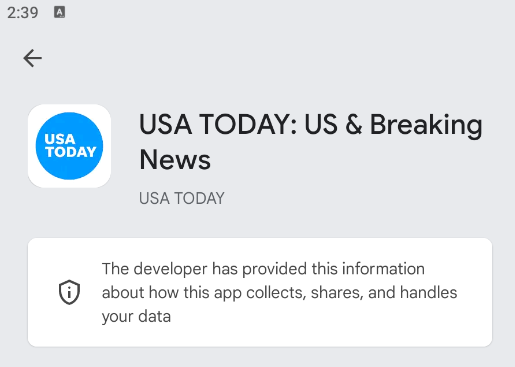 2:39 A
USA TODAY: US & Breaking
News
USA
TODAY
USA TODAY
The developer has provided this information
about how this app collects, shares, and handles
your data